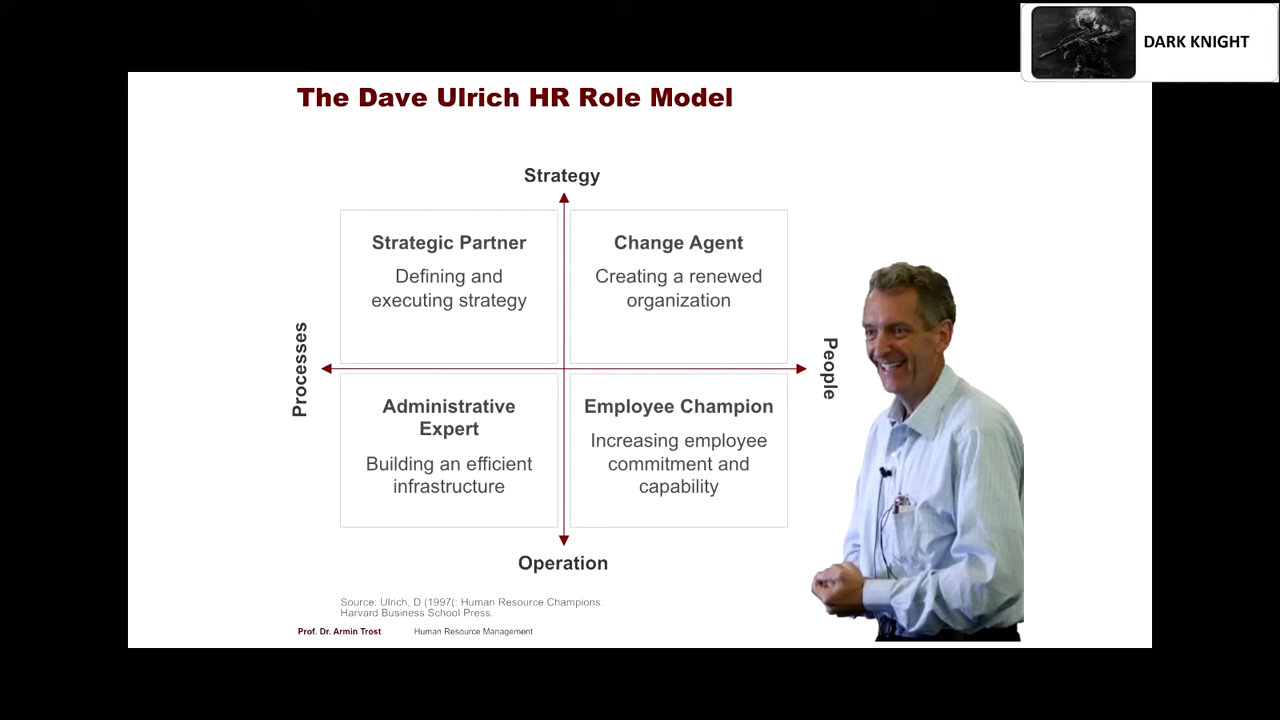 DARK KNIGHT
The Dave Ulrich HR Role Model
Strategy
Strategic Partner
Defining and
executing strategy
Change Agent
Creating a renewed
organization
Processes
People
Administrative
Expert
Building an efficient
infrastructure
Employee Champion
Increasing employee
commitment and
capability
Operation
Source: Ulrich, D (1997(: Human Resource Champions.
Harvard Business School Press.
Prof. Dr. Armin Trost Human Resource Management